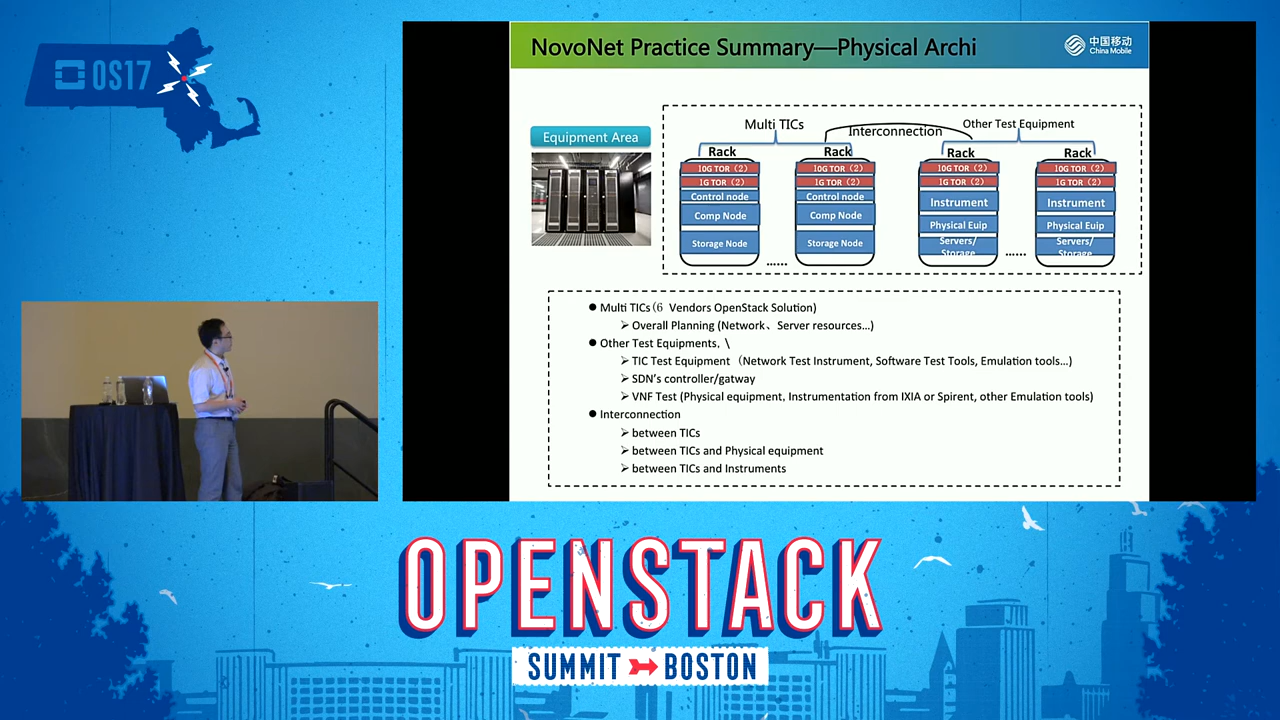 OS17
NovoNet Practice Summary—Physical Archi
中国移动
China Mobile
Equipment Area
Multi TICs
Interconnection
Other Test Equipment
Rack
Rack
Rack
Rack
10G TOR（2）
1G TOR（2）
Control node
Comp Node
Storage Node
10G TOR（2）
1G TOR（2）
Control node
Comp Node
Storage Node
......
10G TOR（2）
1G TOR（2）
Instrument
Physical Euip
Servers/
Storage
......
10G TOR（2）
1G TOR（2）
Instrument
Physical Euip
Servers/
Storage
● Multi TICs（6 Vendors OpenStack Solution)
➢ Overall Planning (Network、Server resources...)
● Other Test Equipments. \
➢ TIC Test Equipment （Network Test Instrument, Software Test Tools, Emulation tools...)
➢ SDN's controller/gatway
➢ VNF Test (Physical equipment, Instrumentation from IXIA or Spirent, other Emulation tools)
● Interconnection
➢ between TICs
➢ between TICs and Physical equipment
➢ between TICs and Instruments
OPENSTACK
SUMMIT BOSTON